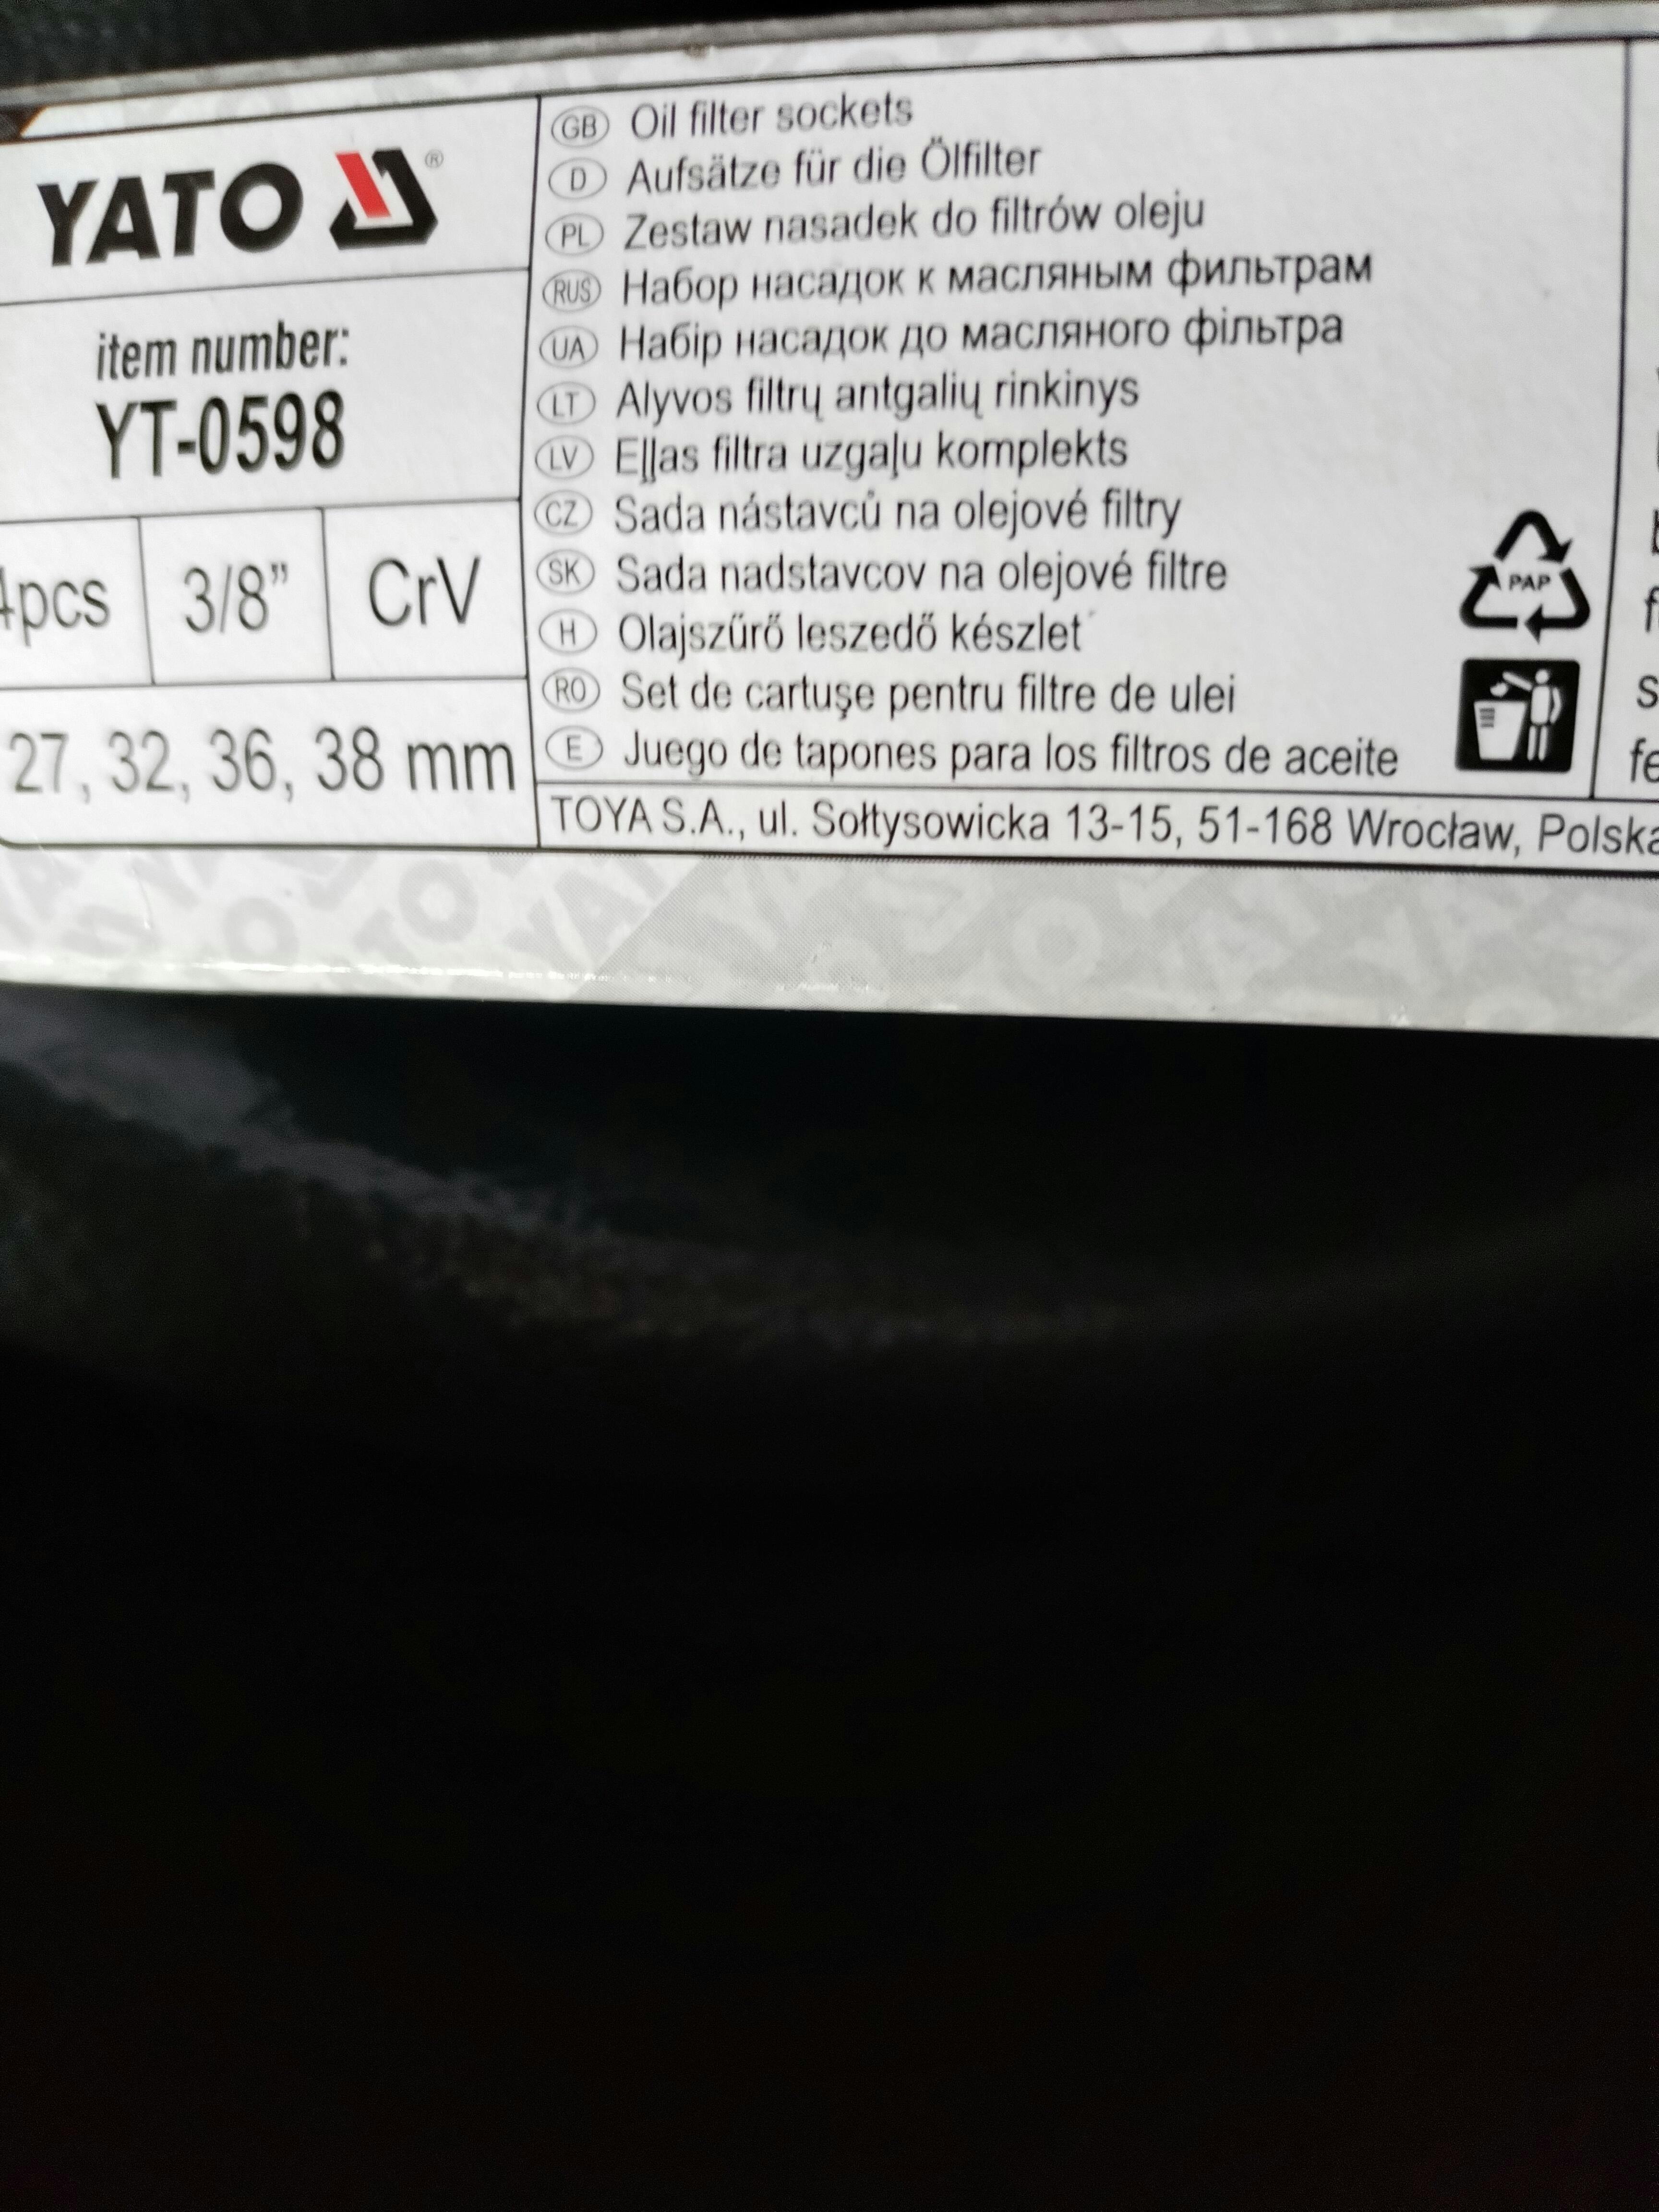 YATO ®
item number:
YT-0598
4pcs
3/8”
CrV
27, 32, 36, 38 mm
GB Oil filter sockets
D Aufsätze für die Ölfilter
PL Zestaw nasadek do filtrów oleju
RUS Набор насадок к масляным фильтрам
UA Набір насадок до масляного фільтра
LT Alyvos filtrų antgalių rinkinys
LV Eļļas filtra uzgaļu komplekts
CZ Sada nástavců na olejové filtry
SK Sada nadstavcov na olejové filtre
H Olajszűrő leszedő készlet
RO Set de cartuşe pentru filtre de ulei
E Juego de tapones para los filtros de aceite
PAP
TOYA S.A., ul. Sołtysowicka 13-15, 51-168 Wrocław, Polska